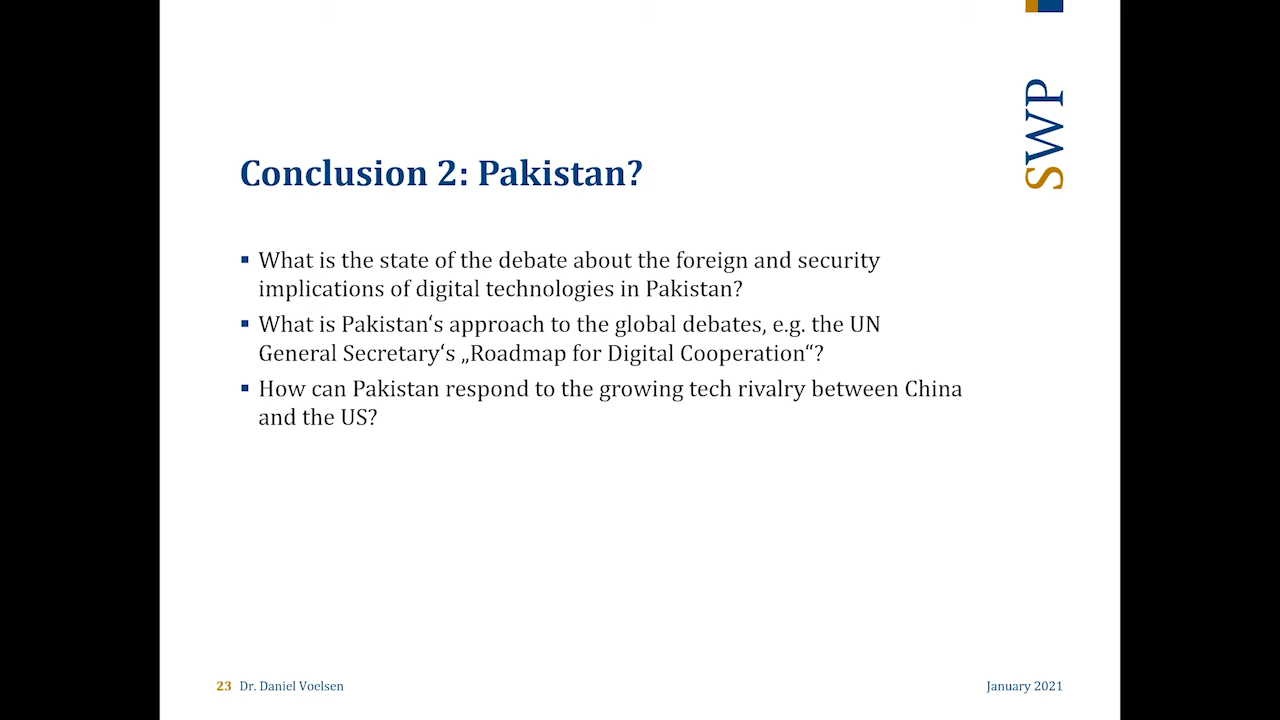 SWP
Conclusion 2: Pakistan?
▪ What is the state of the debate about the foreign and security
implications of digital technologies in Pakistan?
▪ What is Pakistan‘s approach to the global debates, e.g. the UN
General Secretary‘s „Roadmap for Digital Cooperation“?
▪ How can Pakistan respond to the growing tech rivalry between China
and the US?
23 Dr. Daniel Voelsen
January 2021